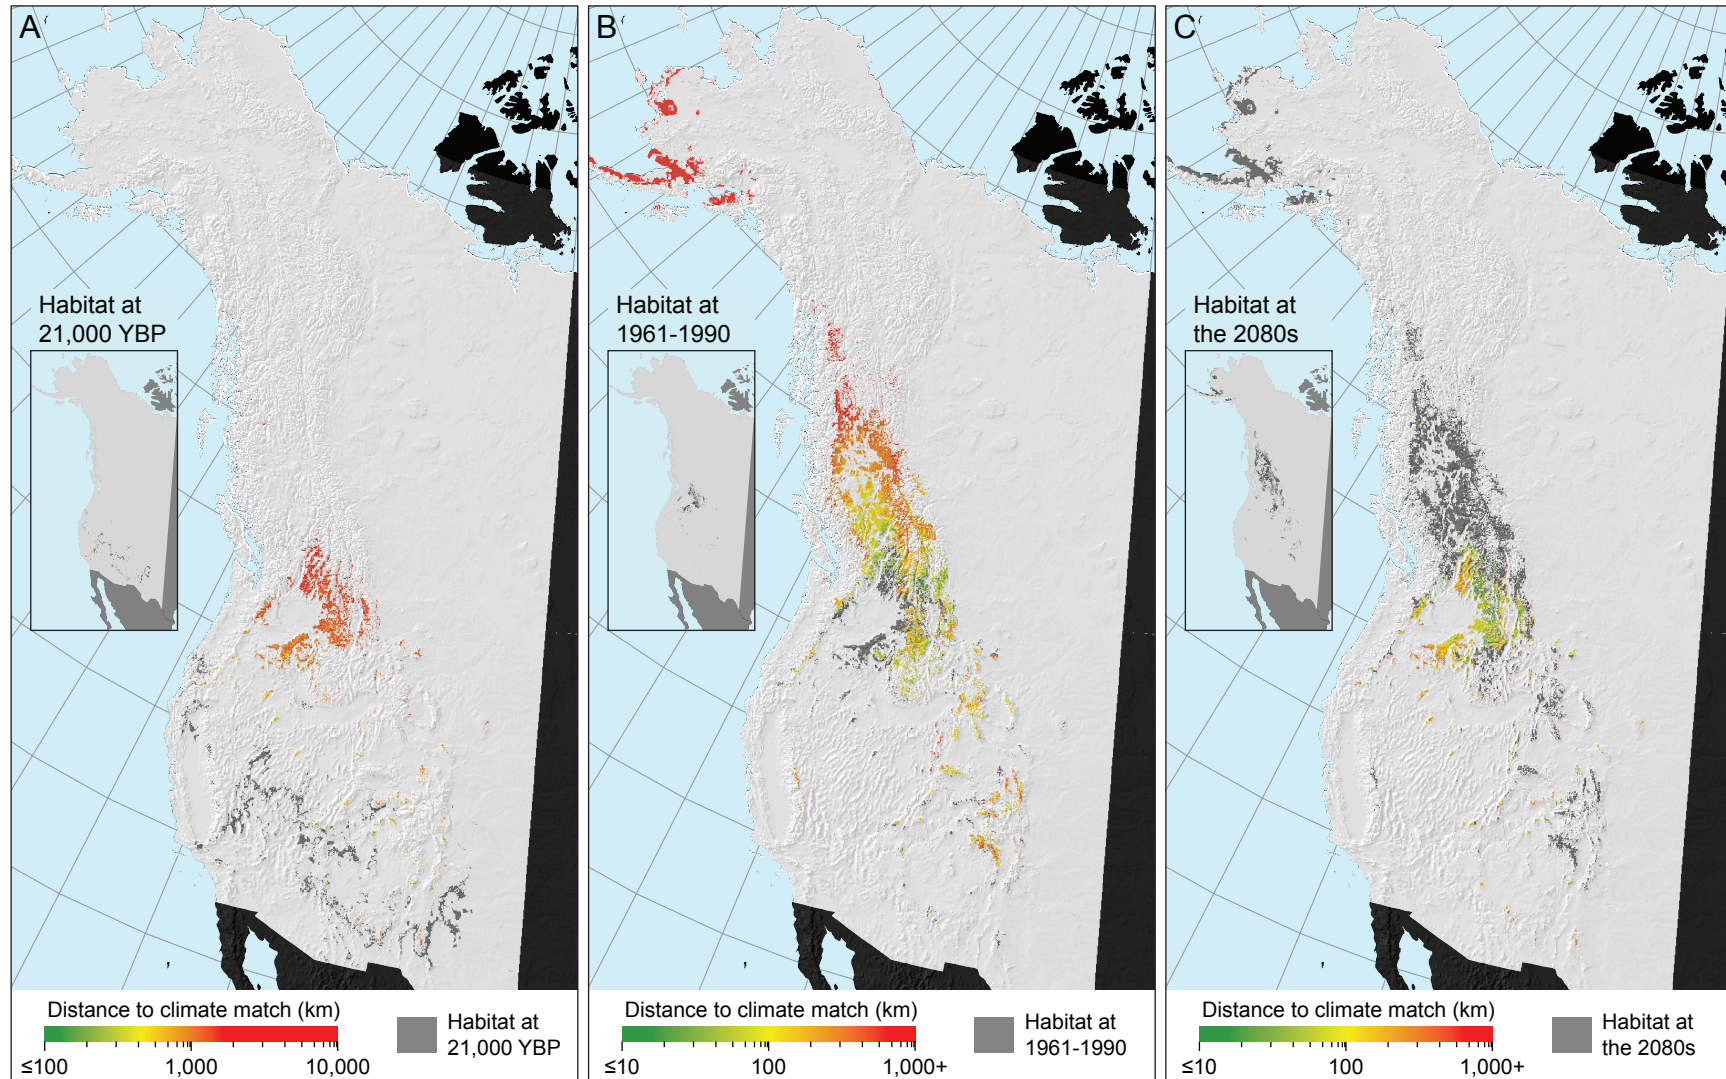 A
Habitat at
21,000 YBP
Distance to climate match (km)
≤100
1,000
10,000
Habitat at
21,000 YBP
B
Habitat at
1961-1990
Distance to climate match (km)
≤10
100
1,000+
Habitat at
1961-1990
C
Habitat at
the 2080s
Distance to climate match (km)
≤10
100
1,000+
Habitat at
the 2080s